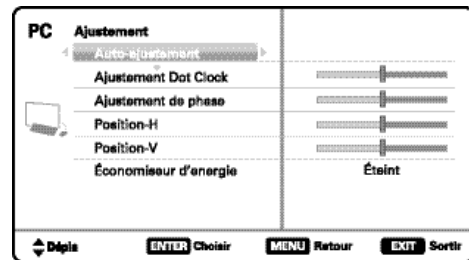 PC Ajustement
Auto-ajustement
Ajustement Dot Clock
Ajustement de phase
Position-H
Position-V
Économiseur d'energie Éteint
Dépla ENTER Choisir MENU Retour EXIT Sortir